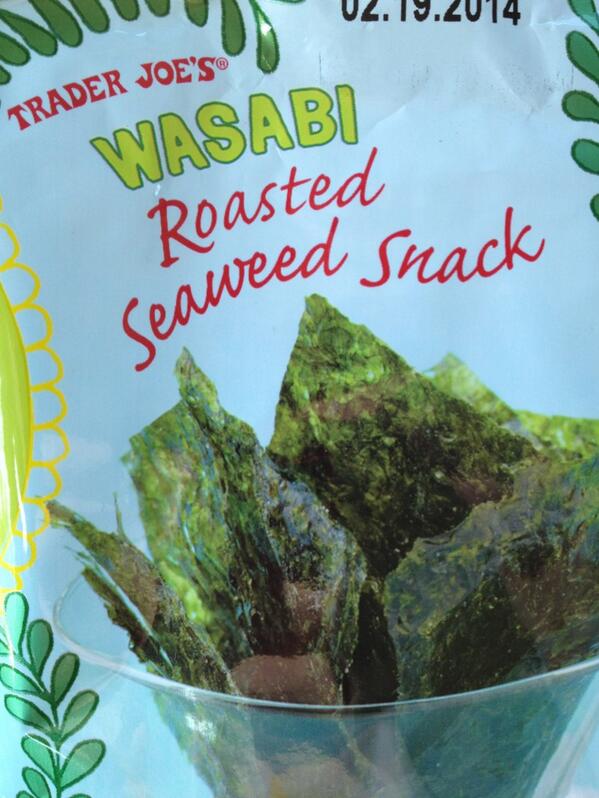 02.19.2014
TRADER JOE'S®
WASABI
Roasted
Seaweed Snack